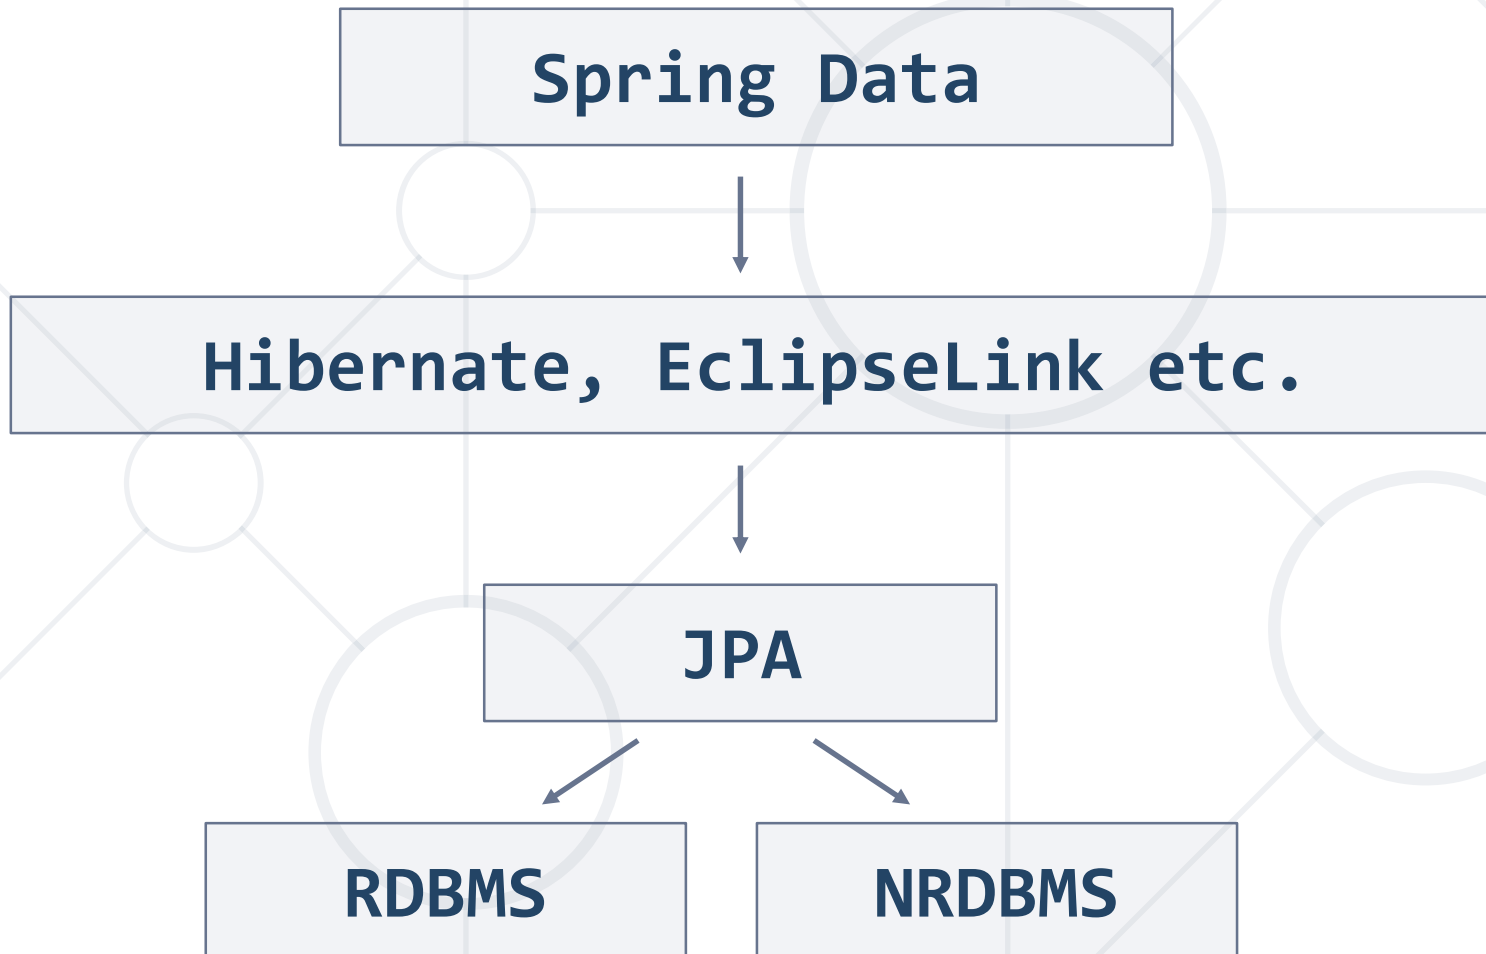 Spring Data
Hibernate, EclipseLink etc.
JPA
RDBMS
NRDBMS